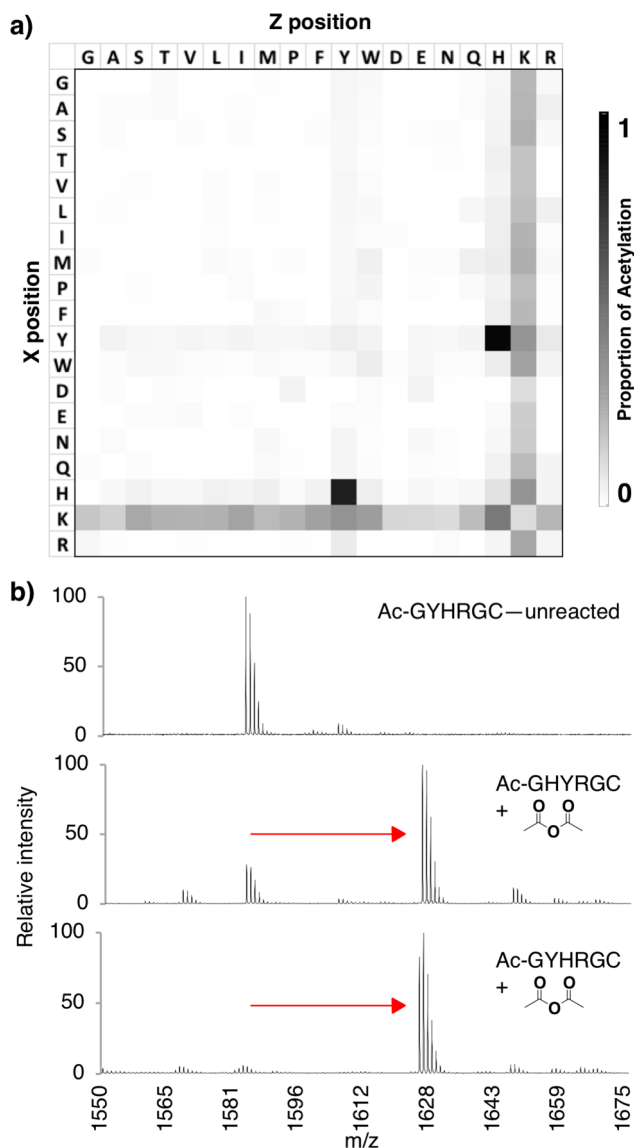 a)
Z position
G A S T V L I M P F Y W D E N Q H K R
X position
G
A
S
T
V
L
I
M
P
F
Y
W
D
E
N
Q
H
K
R
1
Proportion of Acetylation
0
b)
Relative intensity
100
50
0
Ac-GYHRGC—unreacted
100
50
0
Ac-GHYRGC
+
O O
O
100
50
0
Ac-GYHRGC
+
O O
O
1550 1565 1581 1596 1612 1628 1643 1659 1675
m/z